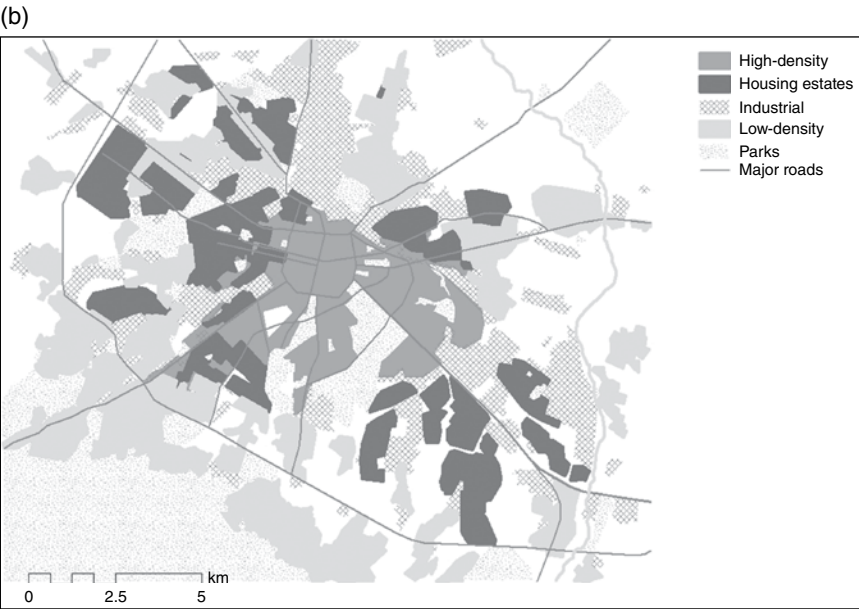 (b)
High-density
Housing estates
Industrial
Low-density
Parks
Major roads
km
0 2.5 5